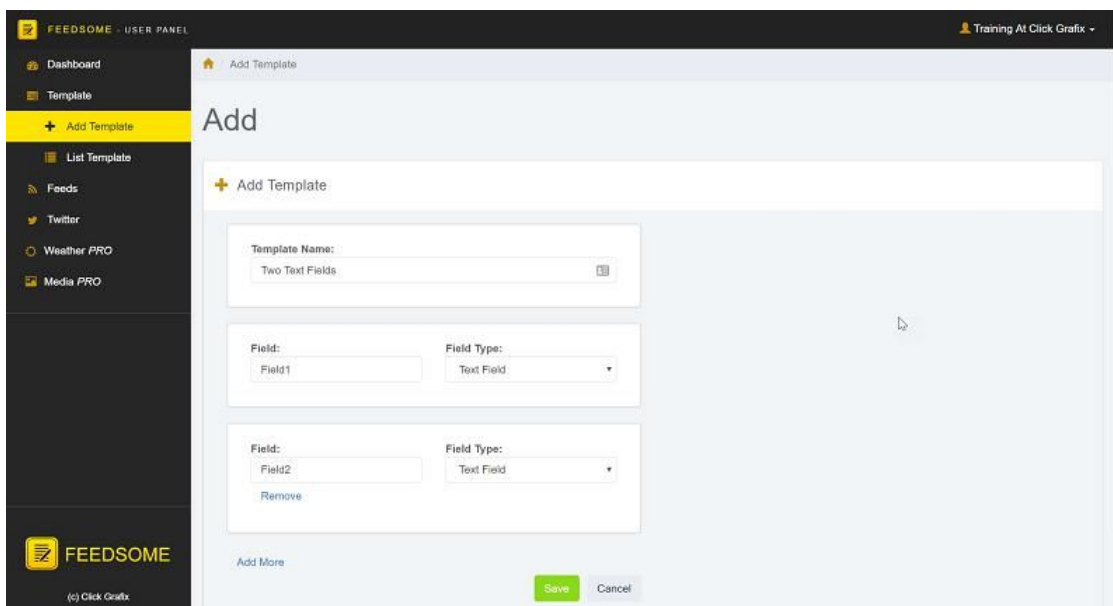 FEEDSOME - USER PANEL
Training At Click Grafix
Dashboard
Template
Add Template
List Template
Feeds
Twitter
Weather PRO
Media PRO
FEEDSOME
(c) Click Grafix
Add Template
Add
Add Template
Template Name:
Two Text Fields
Field: Field Type:
Field1 Text Field
Field: Field Type:
Field2 Text Field
Remove
Add More
Save Cancel